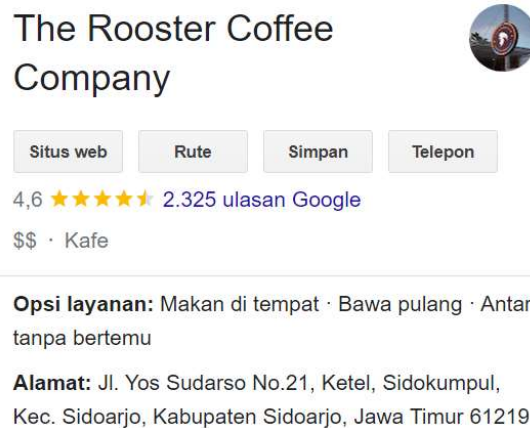 The Rooster Coffee
Company
Situs web Rute Simpan Telepon
4,6 2.325 ulasan Google
$$ · Kafe
Opsi layanan: Makan di tempat · Bawa pulang · Antar
tanpa bertemu
Alamat: Jl. Yos Sudarso No.21, Ketel, Sidokumpul,
Kec. Sidoarjo, Kabupaten Sidoarjo, Jawa Timur 61219